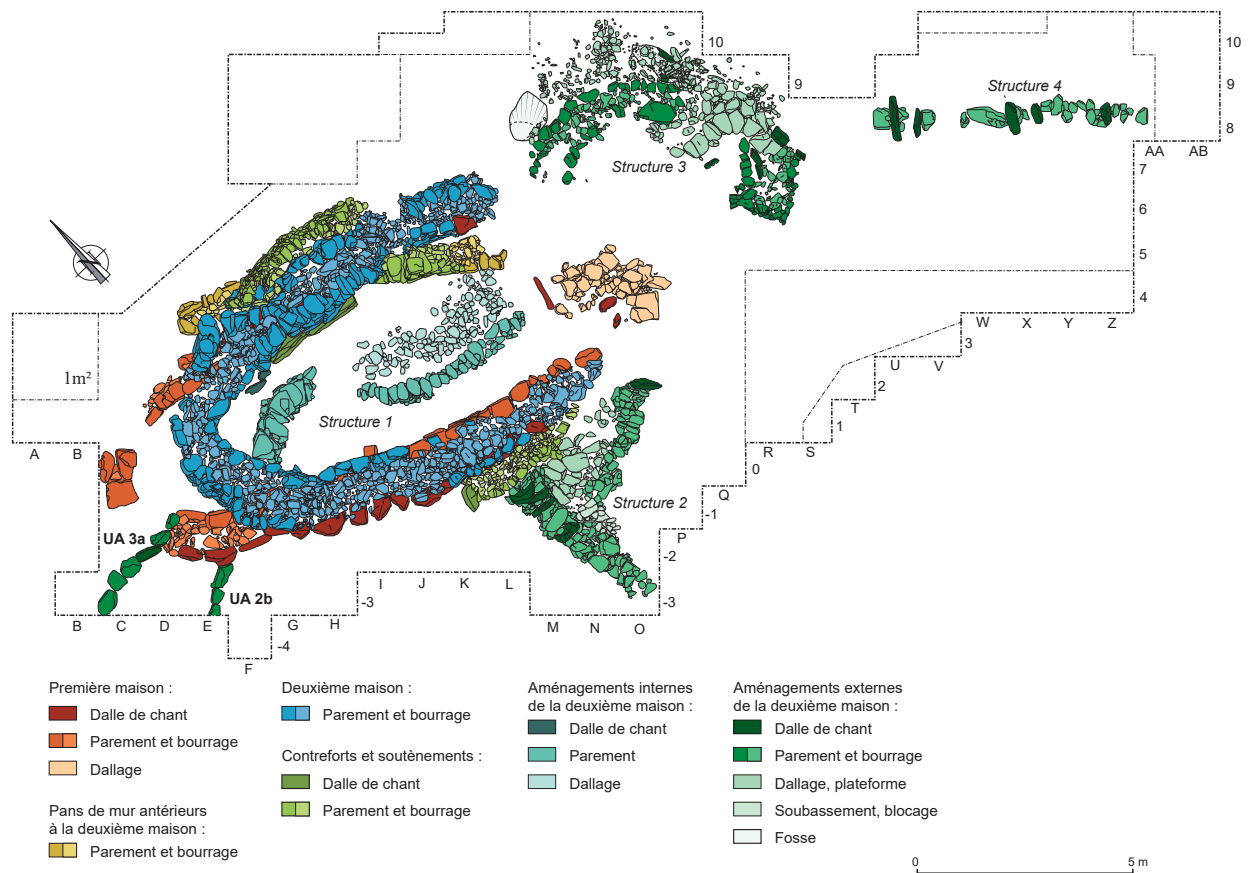 10
9
Structure 4
10
9
8
AA
AB
7
6
5
4
Structure 3
W
X
Y
Z
3
U
V
2
T
1
R
S
0
Q
-1
P
-2
-3
1m²
A
B
Structure 1
Structure 2
UA 3a
UA 2b
I
J
K
L
-3
B
C
D
E
G
H
M
N
O
-4
F
Première maison :
Dalle de chant
Parement et bourrage
Dallage
Pans de mur antérieurs
à la deuxième maison :
Parement et bourrage
Deuxième maison :
Parement et bourrage
Contreforts et soutènements :
Dalle de chant
Parement et bourrage
Aménagements internes
de la deuxième maison :
Dalle de chant
Parement
Dallage
Aménagements externes
de la deuxième maison :
Dalle de chant
Parement et bourrage
Dallage, plateforme
Soubassement, blocage
Fosse
0
5 m